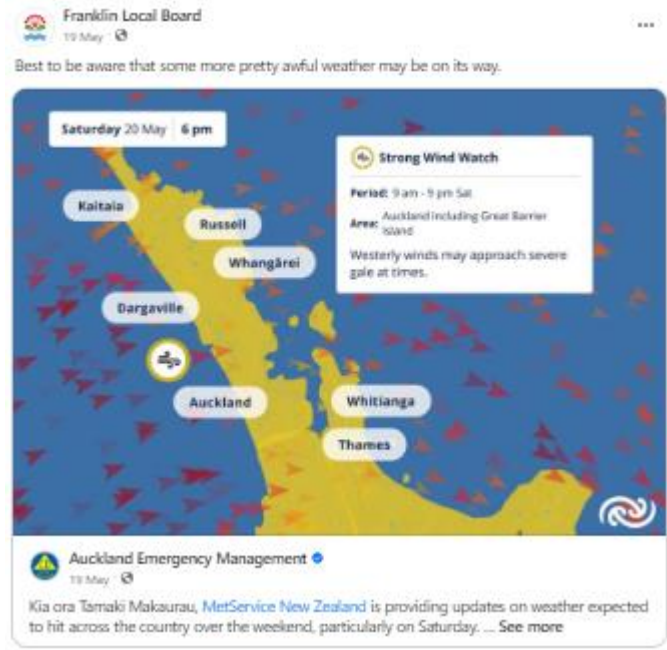 Franklin Local Board
19 May
Best to be aware that some more pretty awful weather may be on its way.
Saturday 20 May 6 pm
Strong Wind Watch
Period: 9 am - 9 pm Sat
Area: Auckland including Great Barrier
Island
Westerly winds may approach severe
gale at times.
Kaitaia
Russell
Whangārei
Dargaville
Auckland
Whitianga
Thames
Auckland Emergency Management
19 May
Kia ora Tamaki Makaurau, MetService New Zealand is providing updates on weather expected
to hit across the country over the weekend, particularly on Saturday. ... See more